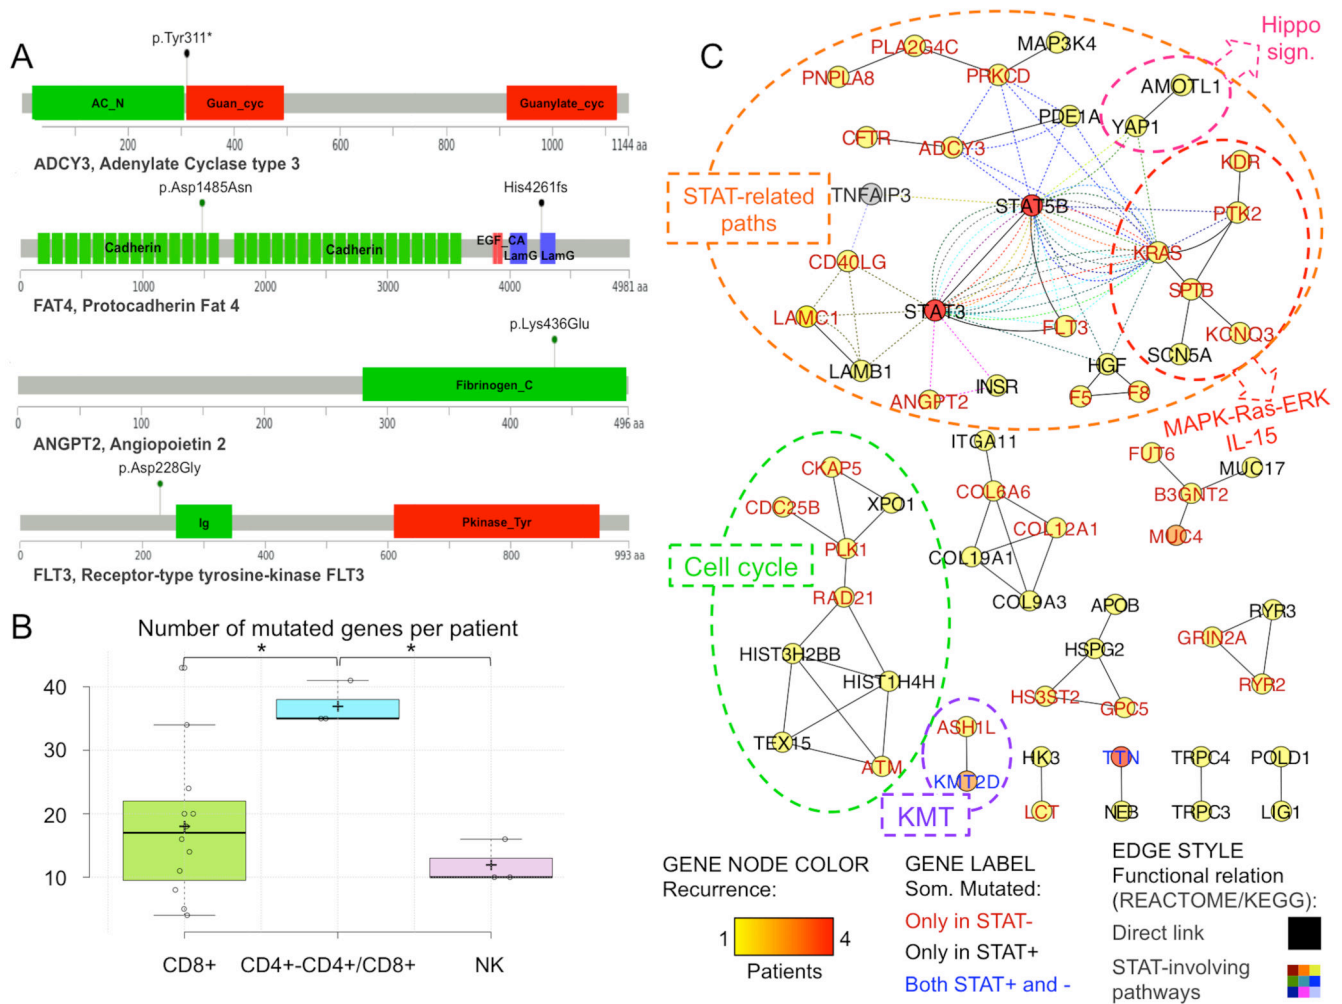 A
p.Tyr311*
AC_N
Guan_cyc
Guanylate_cyc
200
400
600
800
1000
1144 aa
ADCY3, Adenylate Cyclase type 3
p.Asp1485Asn
His4261fs
Cadherin
Cadherin
EGF_CA
LamG LamG
0
1000
2000
3000
4000
4981 aa
FAT4, Protocadherin Fat 4
p.Lys436Glu
Fibrinogen_C
0
100
200
300
400
496 aa
ANGPT2, Angiopoietin 2
p.Asp228Gly
Ig
Pkinase_Tyr
0
200
400
600
800
993 aa
FLT3, Receptor-type tyrosine-kinase FLT3
B
Number of mutated genes per patient
*
*
40
30
20
10
CD8+
CD4+-CD4+/CD8+
NK
C
Hippo
sign.
PLA2G4C
MAP3K4
PNPLA8
PRKCD
AMOTL1
PDE1A
YAP1
CFTR
ADCY3
KDR
STAT-related
paths
TNFAIP3
STAT5B
PTK2
CD40LG
KRAS
SPTB
LAMC1
STAT3
FLT3
KCNQ3
SCN5A
LAMB1
HGF
INSR
ANGPT2
F5
F8
MAPK-Ras-ERK
IL-15
ITGA11
FUT6
MUC17
CKAP5
XPO1
COL6A6
B3GNT2
CDC25B
COL12A1
MUC4
PLK1
COL19A1
Cell cycle
RAD21
COL9A3
APOB
RYR3
HIST3H2BB
HSPG2
GRIN2A
HIST1H4H
HS3ST2
GPC5
RYR2
TEX15
ATM
ASH1L
KMT2D
KMT
HK3
TTN
TRPC4
POLD1
LCT
NEB
TRPC3
LIG1
GENE NODE COLOR
Recurrence:
1
4
Patients
GENE LABEL
Som. Mutated:
Only in STAT-
Only in STAT+
Both STAT+ and -
EDGE STYLE
Functional relation
(REACTOME/KEGG):
Direct link
STAT-involving
pathways